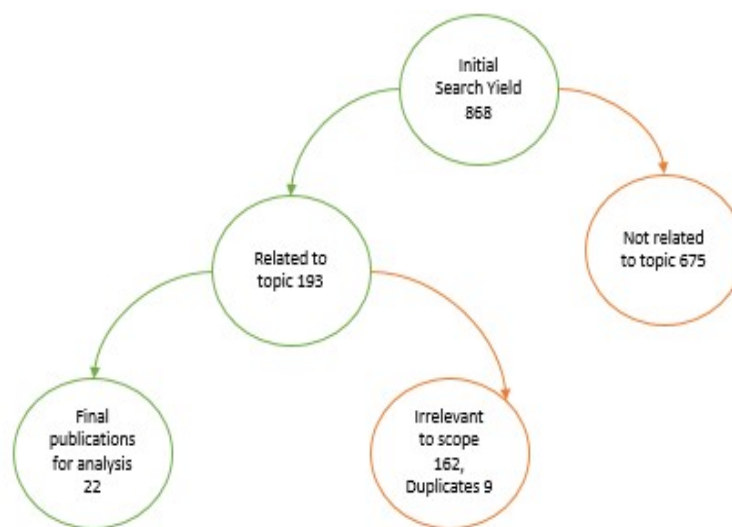 Initial
Search Yield
868
Not related
to topic 675
Related to
topic 193
Final
publications
for analysis
22
Irrelevant
to scope
162,
Duplicates 9